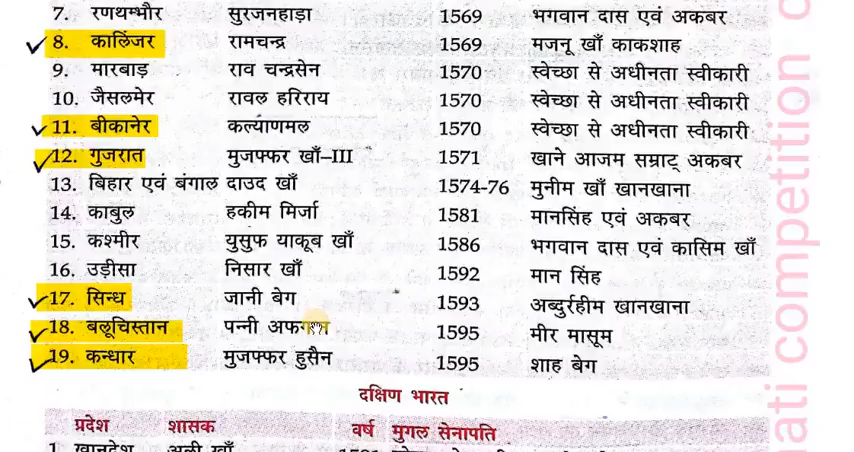 7. रणथम्भौर सुरजनहाड़ा 1569 भगवान दास एवं अकबर
8. कालिंजर रामचन्द्र 1569 मजनू खाँ काकशाह
9. मारबाड़ राव चन्द्रसेन 1570 स्वेच्छा से अधीनता स्वीकारी
10. जैसलमेर रावल हरिराय 1570 स्वेच्छा से अधीनता स्वीकारी
11. बीकानेर कल्याणमल 1570 स्वेच्छा से अधीनता स्वीकारी
12. गुजरात मुजफ्फर खाँ-III 1571 खाने आजम सम्राट् अकबर
13. बिहार एवं बंगाल दाउद खाँ 1574-76 मुनीम खाँ खानखाना
14. काबुल हकीम मिर्जा 1581 मानसिंह एवं अकबर
15. कश्मीर युसुफ याकूब खाँ 1586 भगवान दास एवं कासिम खाँ
16. उड़ीसा निसार खाँ 1592 मान सिंह
17. सिन्ध जानी बेग 1593 अब्दुर्रहीम खानखाना
18. बलूचिस्तान पन्नी 1595 मीर मासूम
19. कन्धार मुजफ्फर हुसैन 1595 शाह बेग
दक्षिण भारत
प्रदेश शासक वर्ष मुगल सेनापति
1. खानदेश अली खाँ
competition